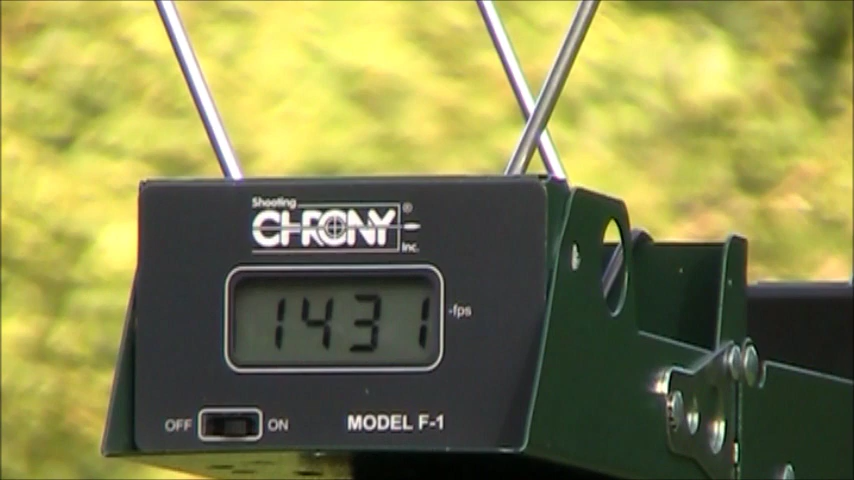 Shooting
CHRONY ®
Inc.
1431 -fps
OFF ON MODEL F-1